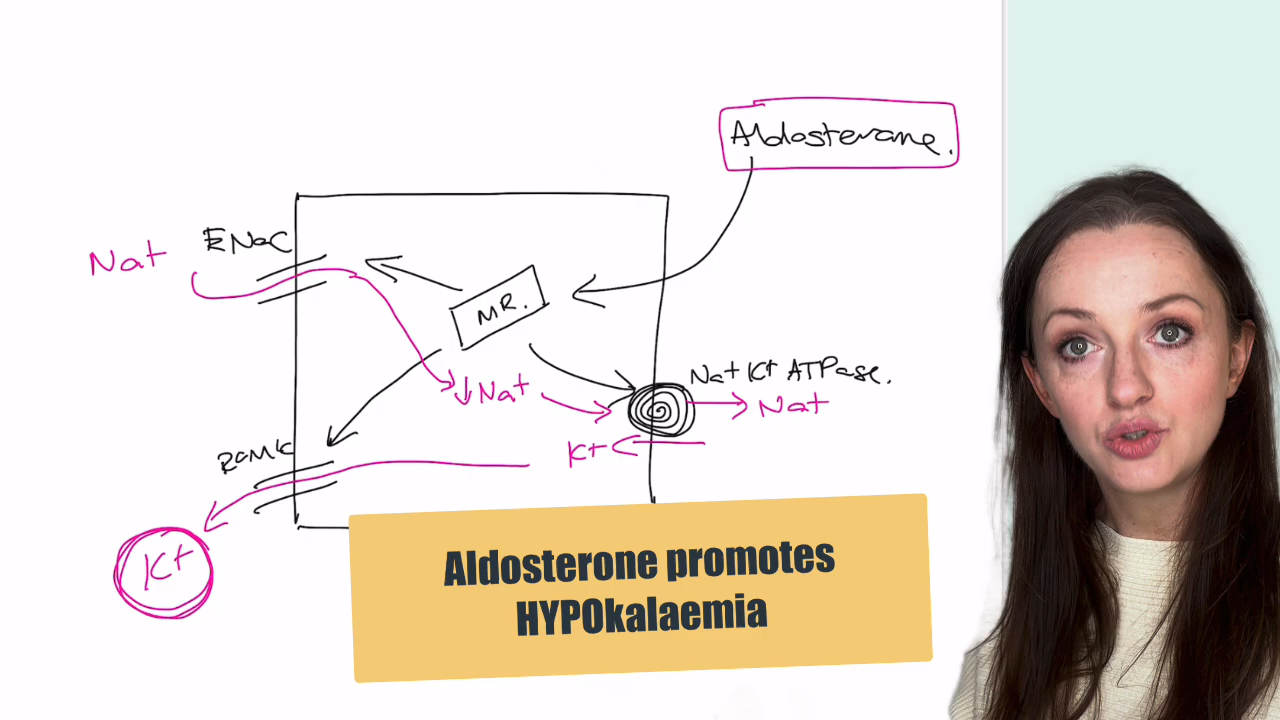 Aldosterone.
ENaC
Na+
MR.
Na+ K+ ATPase.
↓ Na+
Na+
K+
ROMK
K+
Aldosterone promotes
HYPOkalaemia